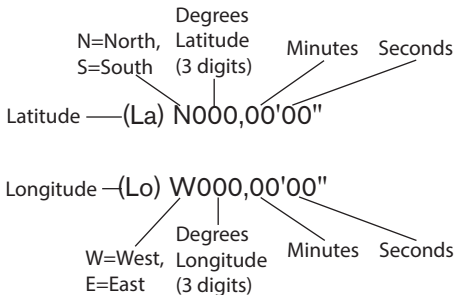 Degrees
N=North, Latitude Minutes Seconds
S=South (3 digits)
Latitude (La) N000,00'00"
Longitude (Lo) W000,00'00"
Degrees
W=West, Longitude Minutes Seconds
E=East (3 digits)